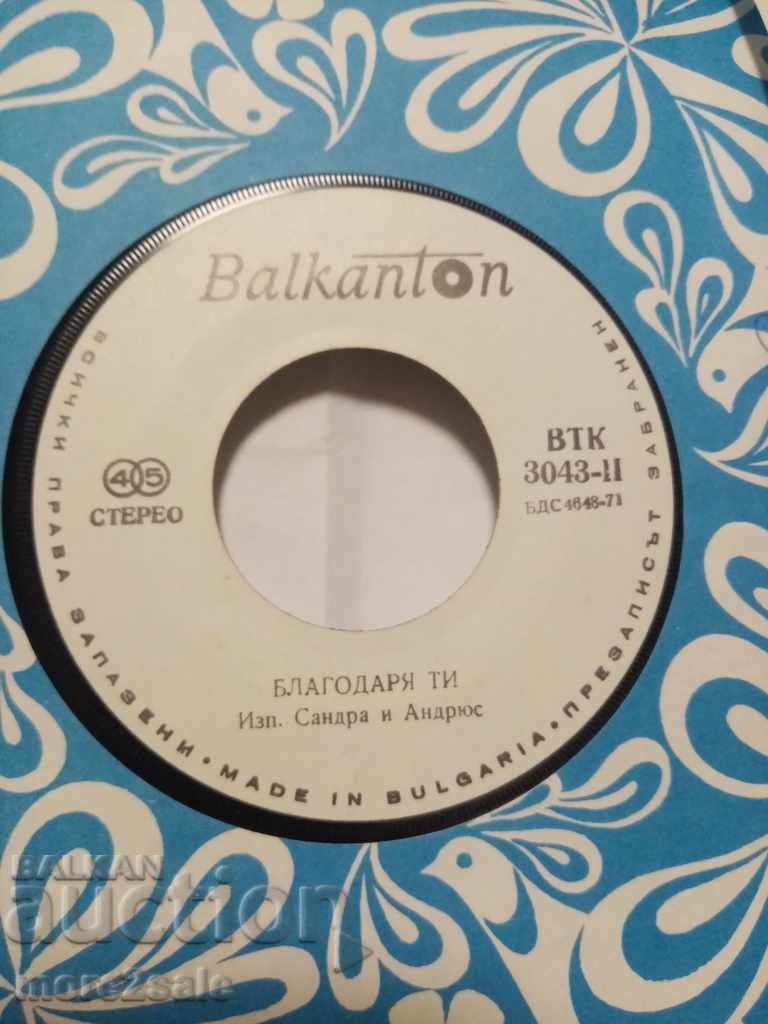 Balkanton
45
СТЕРЕО
ВТК
3043-II
БДС 4648-71
БЛАГОДАРЯ ТИ
Изп. Сандра и Андрюс
ВСИЧКИ ПРАВА ЗАПАЗЕНИ • MADE IN BULGARIA • ПРЕЗАПИСЪТ ЗАБРАНЕН
BALKAN
auction
more2sale